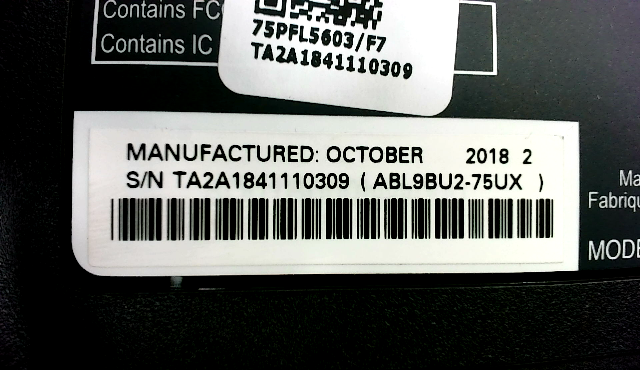 Contains FC
Contains IC
75PFL5603/F7
TA2A1841110309
MANUFACTURED: OCTOBER 2018 2
S/N TA2A1841110309 ( ABL9BU2-75UX )
Ma
Fabriqu
MODE